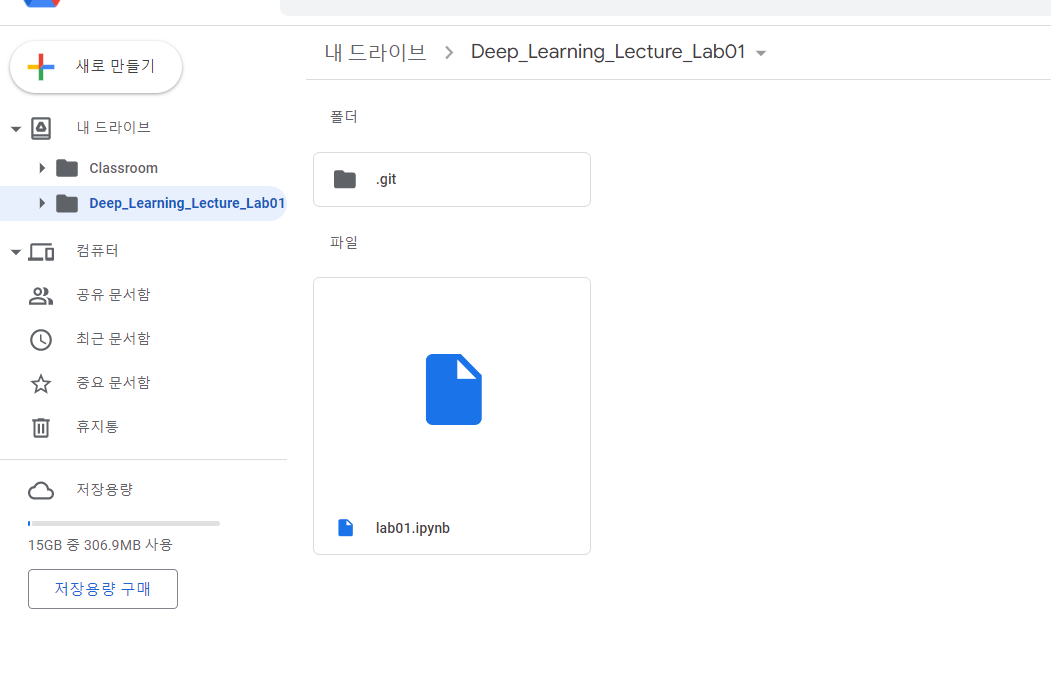 새로 만들기
내 드라이브
Classroom
Deep_Learning_Lecture_Lab01
컴퓨터
공유 문서함
최근 문서함
중요 문서함
휴지통
저장용량
15GB 중 306.9MB 사용
저장용량 구매
내 드라이브 > Deep_Learning_Lecture_Lab01
폴더
.git
파일
lab01.ipynb